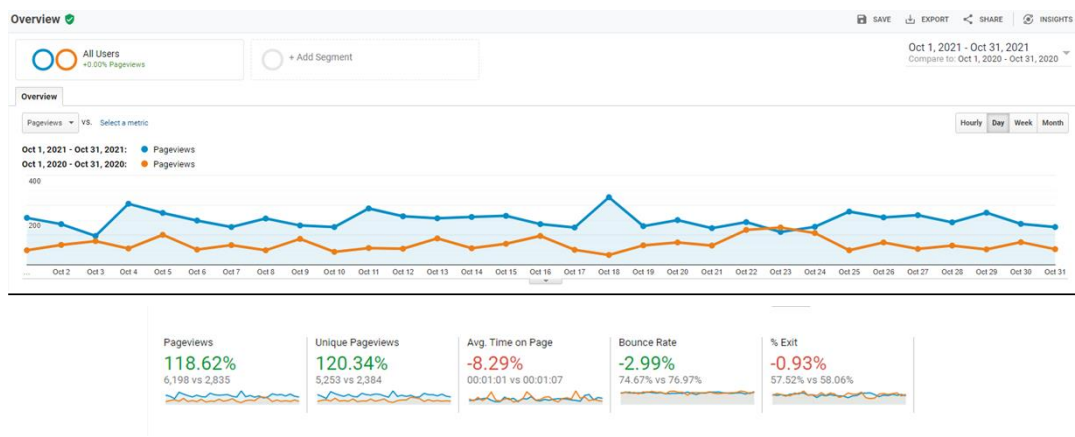 Overview
SAVE EXPORT SHARE INSIGHTS
All Users
+0.00% Pageviews
+ Add Segment
Oct 1, 2021 - Oct 31, 2021
Compare to: Oct 1, 2020 - Oct 31, 2020
Overview
Pageviews VS. Select a metric
Hourly Day Week Month
Oct 1, 2021 - Oct 31, 2021: Pageviews
Oct 1, 2020 - Oct 31, 2020: Pageviews
400
200
... Oct 2 Oct 3 Oct 4 Oct 5 Oct 6 Oct 7 Oct 8 Oct 9 Oct 10 Oct 11 Oct 12 Oct 13 Oct 14 Oct 15 Oct 16 Oct 17 Oct 18 Oct 19 Oct 20 Oct 21 Oct 22 Oct 23 Oct 24 Oct 25 Oct 26 Oct 27 Oct 28 Oct 29 Oct 30 Oct 31
Pageviews Unique Pageviews Avg. Time on Page Bounce Rate % Exit
118.62% 120.34% -8.29% -2.99% -0.93%
6,198 vs 2,835 5,253 vs 2,384 00:01:01 vs 00:01:07 74.67% vs 76.97% 57.52% vs 58.06%